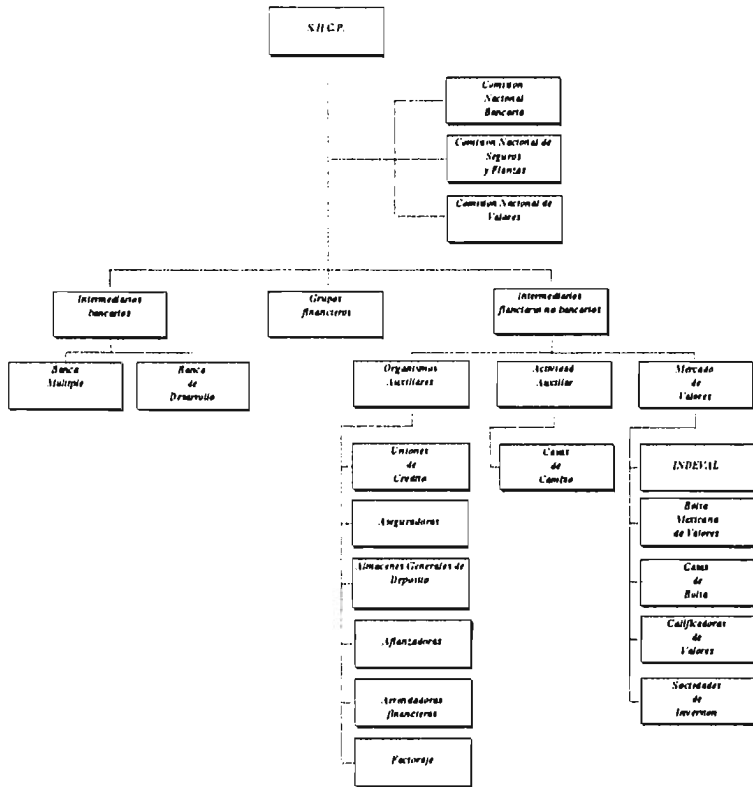 S.H.C.P.
Comision
Nacional
Bancaria
Comision Nacional de
Seguros
y Fianzas
Comision Nacional de
Valores
Intermediarios
bancarios
Grupos
financieros
Intermediarios
fianciaros no bancarios
Banca
Multiple
Banca
de
Desarrollo
Organismos
Auxiliares
Actividad
Auxiliar
Mercado
de
Valores
Uniones
de
Credito
Aseguradoras
Almacenes Generales de
Deposito
Afianzadoras
Arrendadoras
financieras
Factoraje
Casas
de
Cambio
INDEVAL
Bolsa
Mexicana
de Valores
Casas
de
Bolsa
Calificadoras
de
Valores
Sociedades
de
Inversion